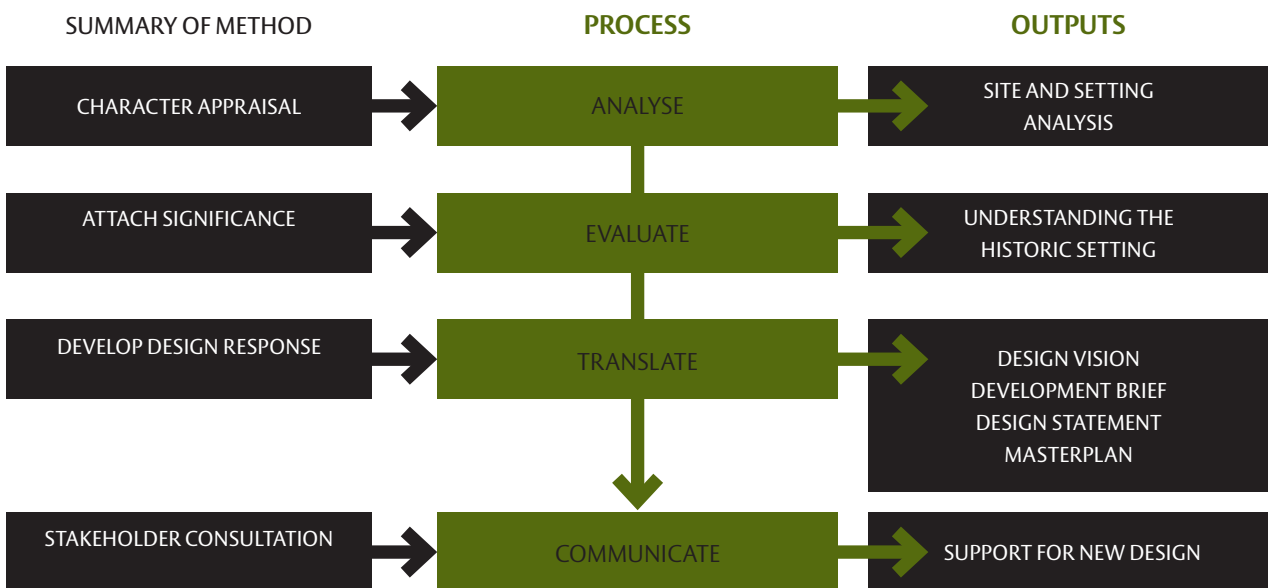 SUMMARY OF METHOD
PROCESS
OUTPUTS
CHARACTER APPRAISAL
ANALYSE
SITE AND SETTING
ANALYSIS
ATTACH SIGNIFICANCE
EVALUATE
UNDERSTANDING THE
HISTORIC SETTING
DEVELOP DESIGN RESPONSE
TRANSLATE
DESIGN VISION
DEVELOPMENT BRIEF
DESIGN STATEMENT
MASTERPLAN
STAKEHOLDER CONSULTATION
COMMUNICATE
SUPPORT FOR NEW DESIGN